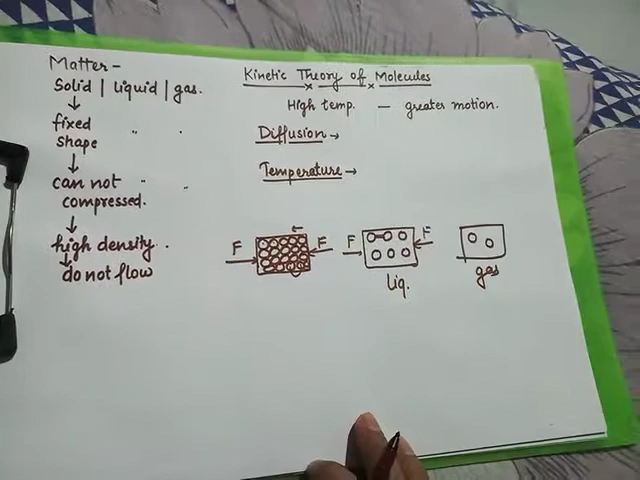 Matter -
Solid | liquid | gas.
fixed " "
shape
can not " "
compressed.
high density.
do not flow
Kinetic Theory of Molecules
High temp. — greater motion.
Diffusion →
Temperature →
F F F F
liq. gas